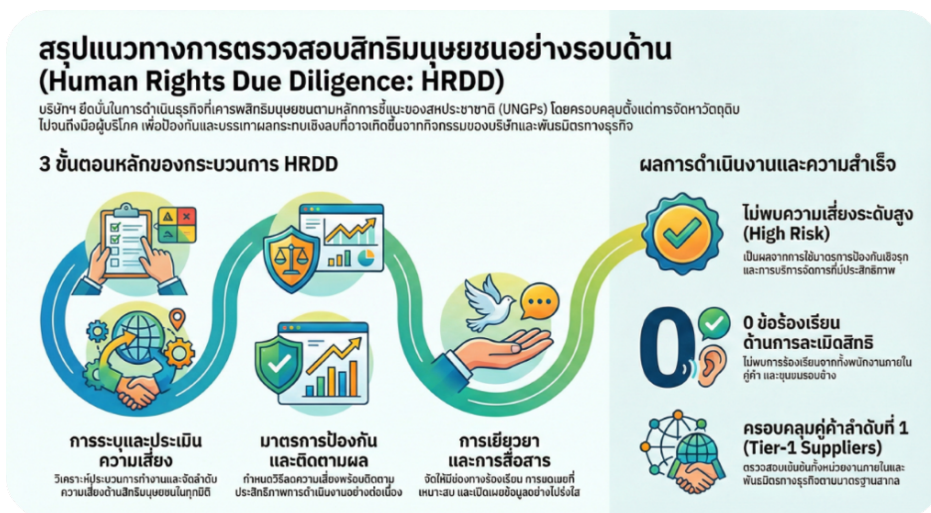 สรุปแนวทางการตรวจสอบสิทธิมนุษยชนอย่างรอบด้าน
(Human Rights Due Diligence: HRDD)
บริษัทฯ ยึดมั่นในการดำเนินธุรกิจที่เคารพสิทธิมนุษยชนตามหลักการชี้แนะของสหประชาชาติ (UNGPs) โดยครอบคลุมตั้งแต่การจัดหาวัตถุดิบ
ไปจนถึงมือผู้บริโภค เพื่อป้องกันและบรรเทาผลกระทบเชิงลบที่อาจเกิดขึ้นจากกิจกรรมของบริษัทและพันธมิตรทางธุรกิจ
3 ขั้นตอนหลักของกระบวนการ HRDD
การระบุและประเมิน
ความเสี่ยง
วิเคราะห์ประบวนการทำงานและจัดลำดับ
ความเสี่ยงด้านสิทธิมนุษยชนในทุกมิติ
มาตรการป้องกัน
และติดตามผล
กำหนดวิธีลดความเสี่ยงพร้อมติดตาม
ประสิทธิภาพการดำเนินงานอย่างต่อเนื่อง
การเยียวยา
และการสื่อสาร
จัดให้มีช่องทางร้องเรียน การชดเชยที่
เหมาะสม และเปิดเผยข้อมูลอย่างโปร่งใส
ผลการดำเนินงานและความสำเร็จ
ไม่พบความเสี่ยงระดับสูง
(High Risk)
เป็นผลจากการใช้มาตรการป้องกันเชิงรุก
และการบริหารจัดการที่มีประสิทธิภาพ
0
0 ข้อร้องเรียน
ด้านการละเมิดสิทธิ
ไม่พบการร้องเรียนจากทั้งพนักงานภายใน
คู่ค้า และชุมชนรอบข้าง
ครอบคลุมคู่ค้าลำดับที่ 1
(Tier-1 Suppliers)
ตรวจสอบเข้มข้นทั้งหน่วยงานภายในและ
พันธมิตรทางธุรกิจตามมาตรฐานสากล